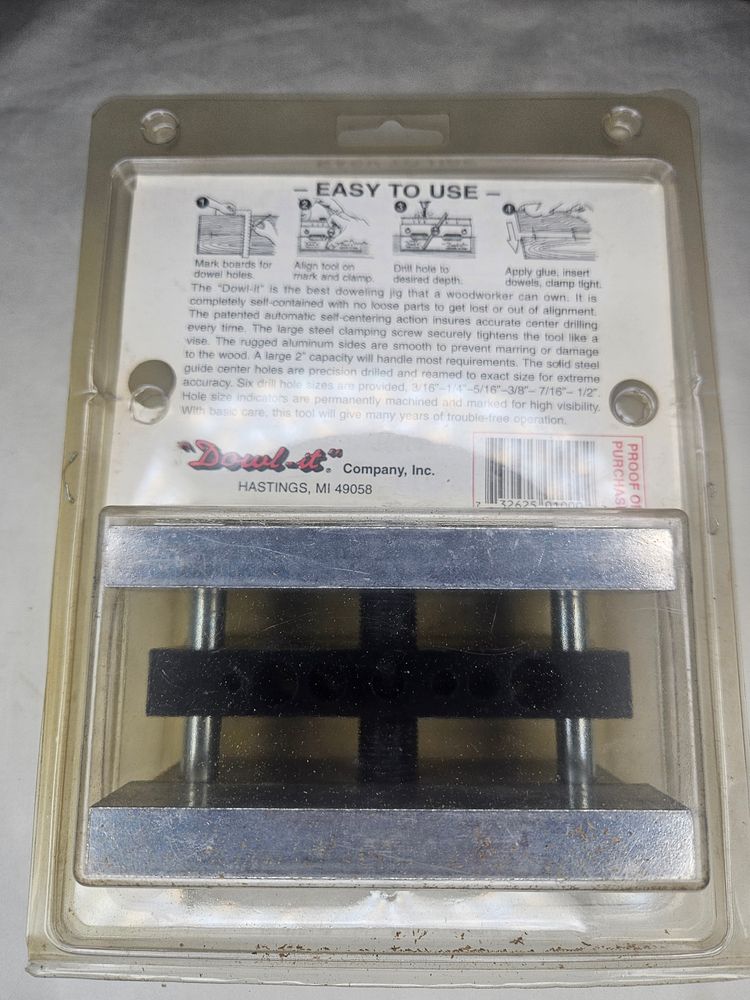 – EASY TO USE –
1 2 3 4
Mark boards for
dowel holes.
Align tool on
mark and clamp.
Drill hole to
desired depth.
Apply glue, insert
dowels, clamp tight.
The "Dowl-it" is the best doweling jig that a woodworker can own. It is
completely self-contained with no loose parts to get lost or out of alignment.
The patented automatic self-centering action insures accurate center drilling
every time. The large steel clamping screw securely tightens the tool like a
vise. The rugged aluminum sides are smooth to prevent marring or damage
to the wood. A large 2" capacity will handle most requirements. The solid steel
guide center holes are precision drilled and reamed to exact size for extreme
accuracy. Six drill hole sizes are provided, 3/16"–1/4"–5/16"–3/8"– 7/16"– 1/2".
Hole size indicators are permanently machined and marked for high visibility.
With basic care, this tool will give many years of trouble-free operation.
"Dowl-it"® Company, Inc.
HASTINGS, MI 49058
PROOF OF
PURCHASE
7 32625 01000